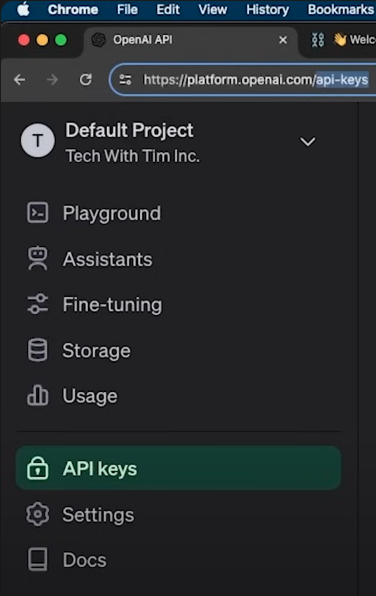 Chrome File Edit View History Bookmarks
OpenAI API
👋 Welc
https://platform.openai.com/api-keys
T
Default Project
Tech With Tim Inc.
Playground
Assistants
Fine-tuning
Storage
Usage
API keys
Settings
Docs